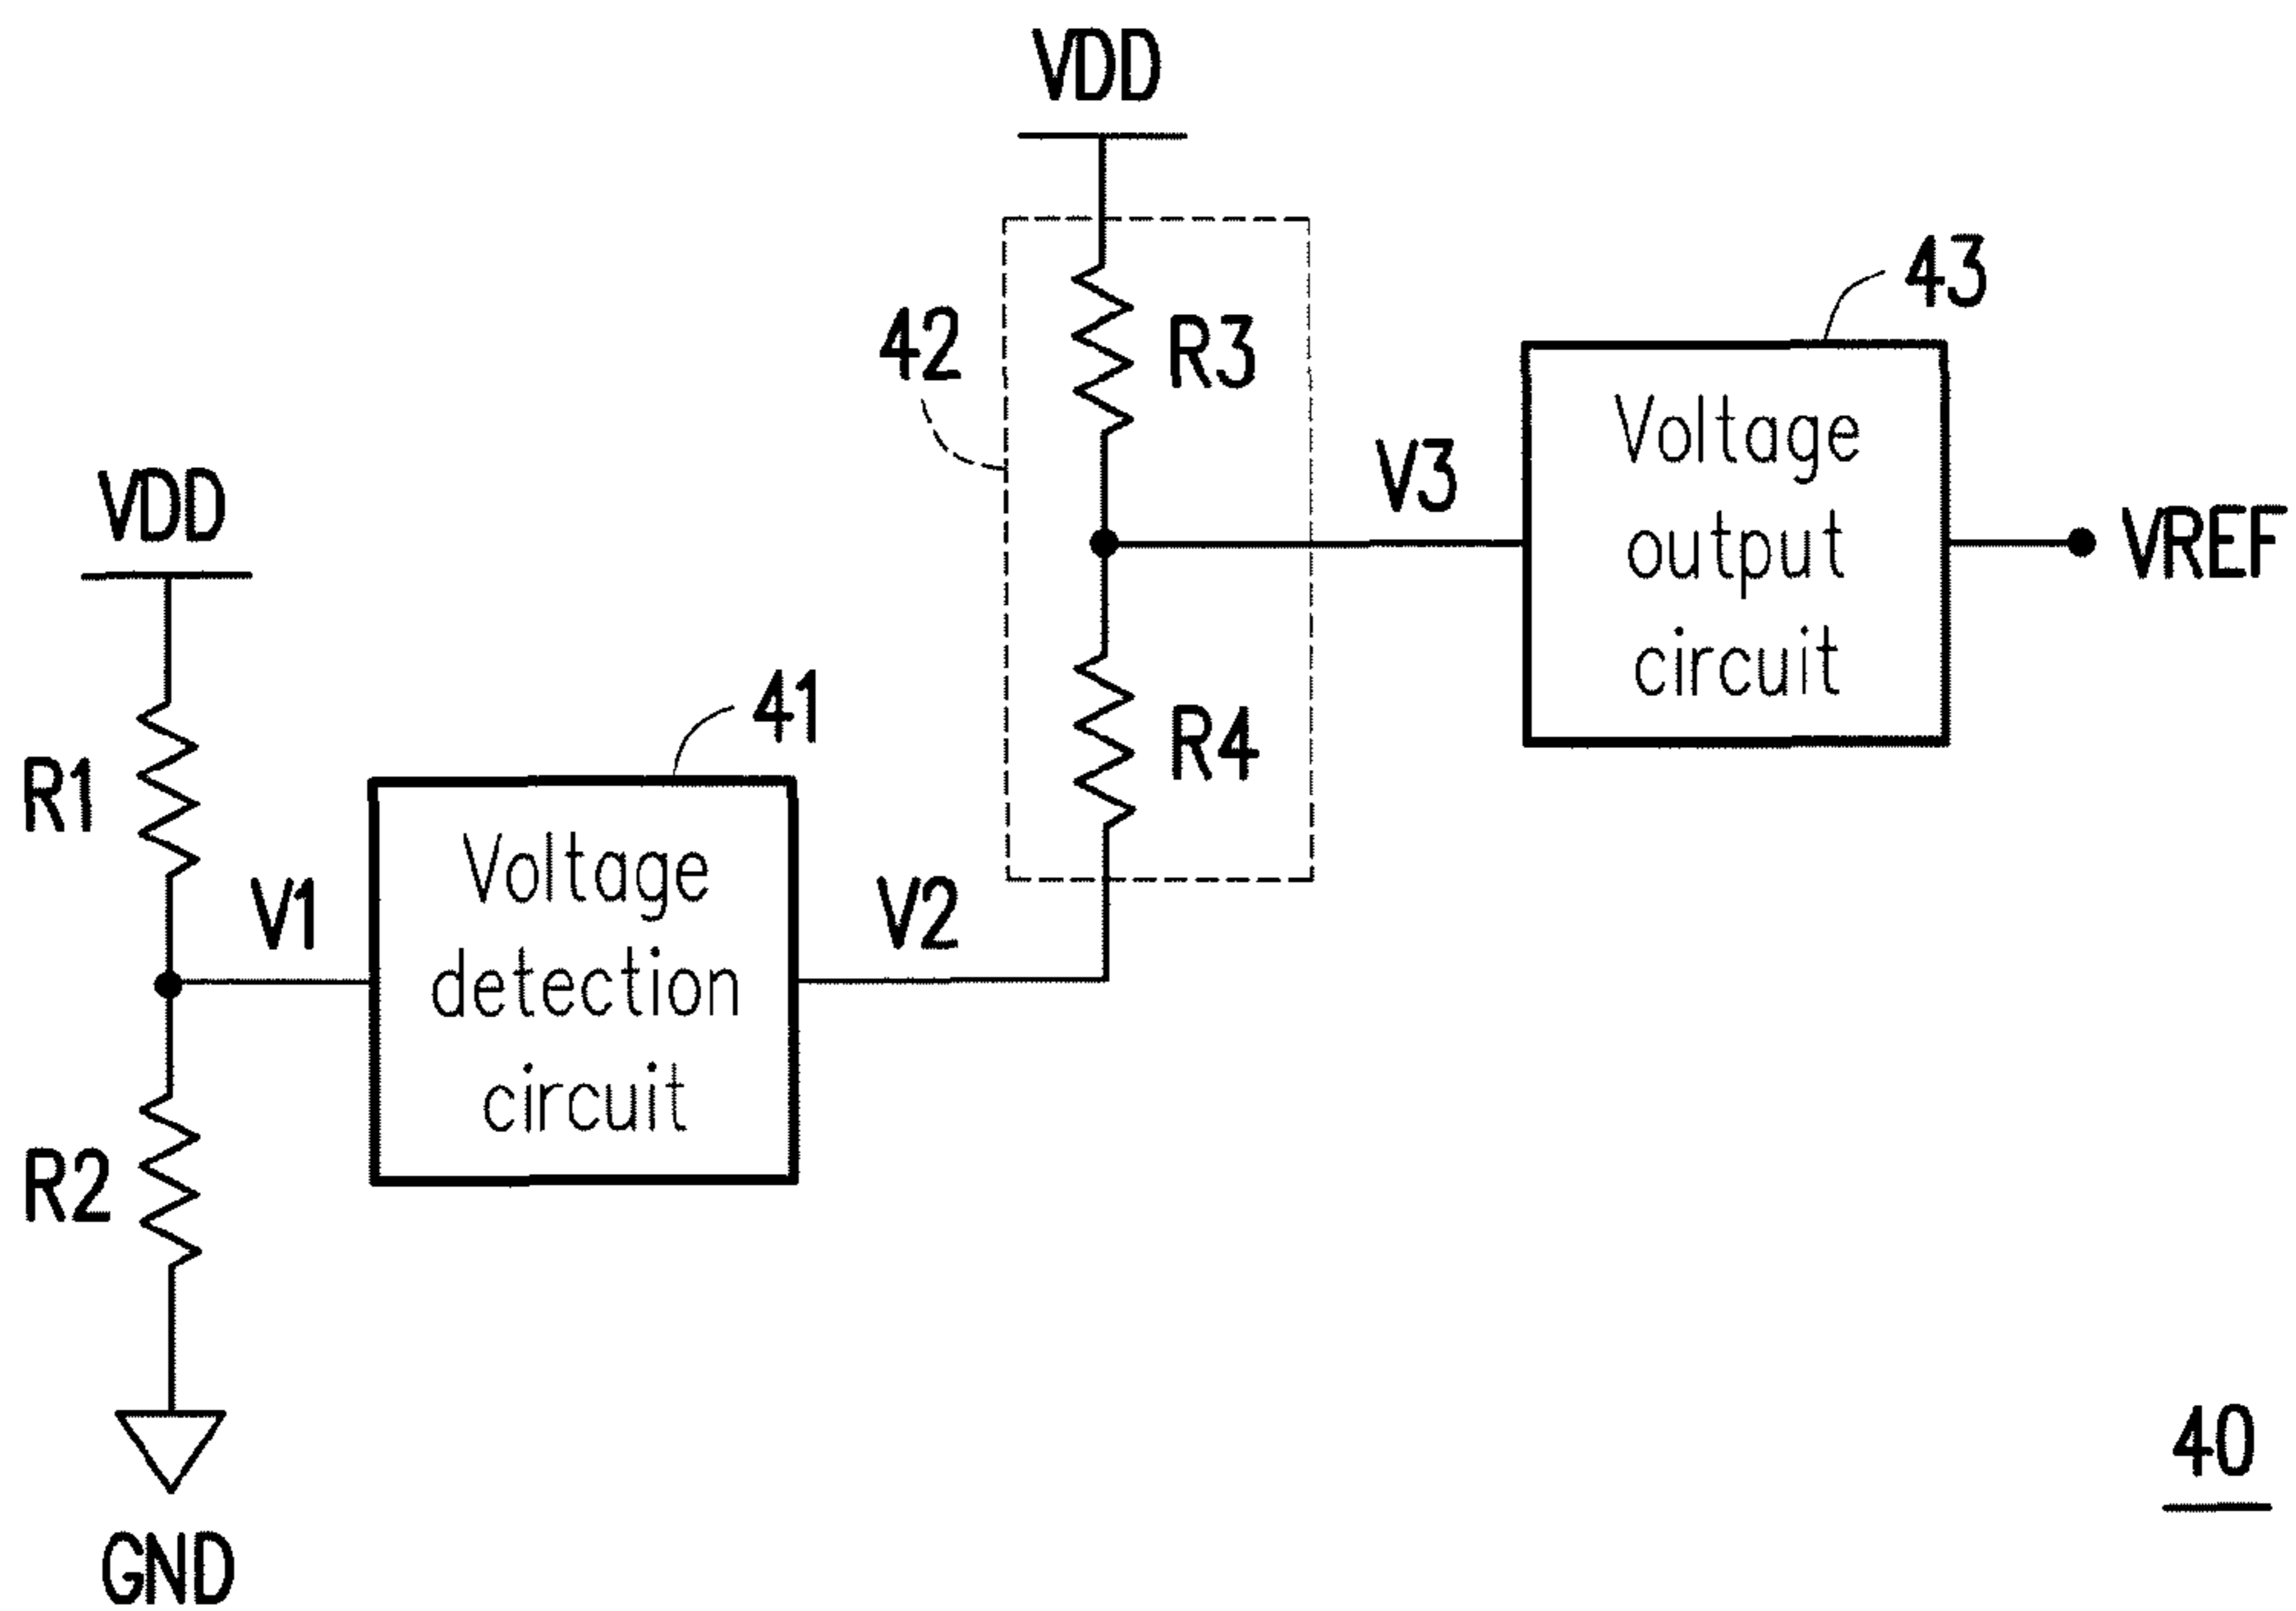 VDD
42
R3
43
Voltage
output
circuit
V3
VREF
R4
VDD
R1
V1
41
Voltage
detection
circuit
V2
R2
GND
40